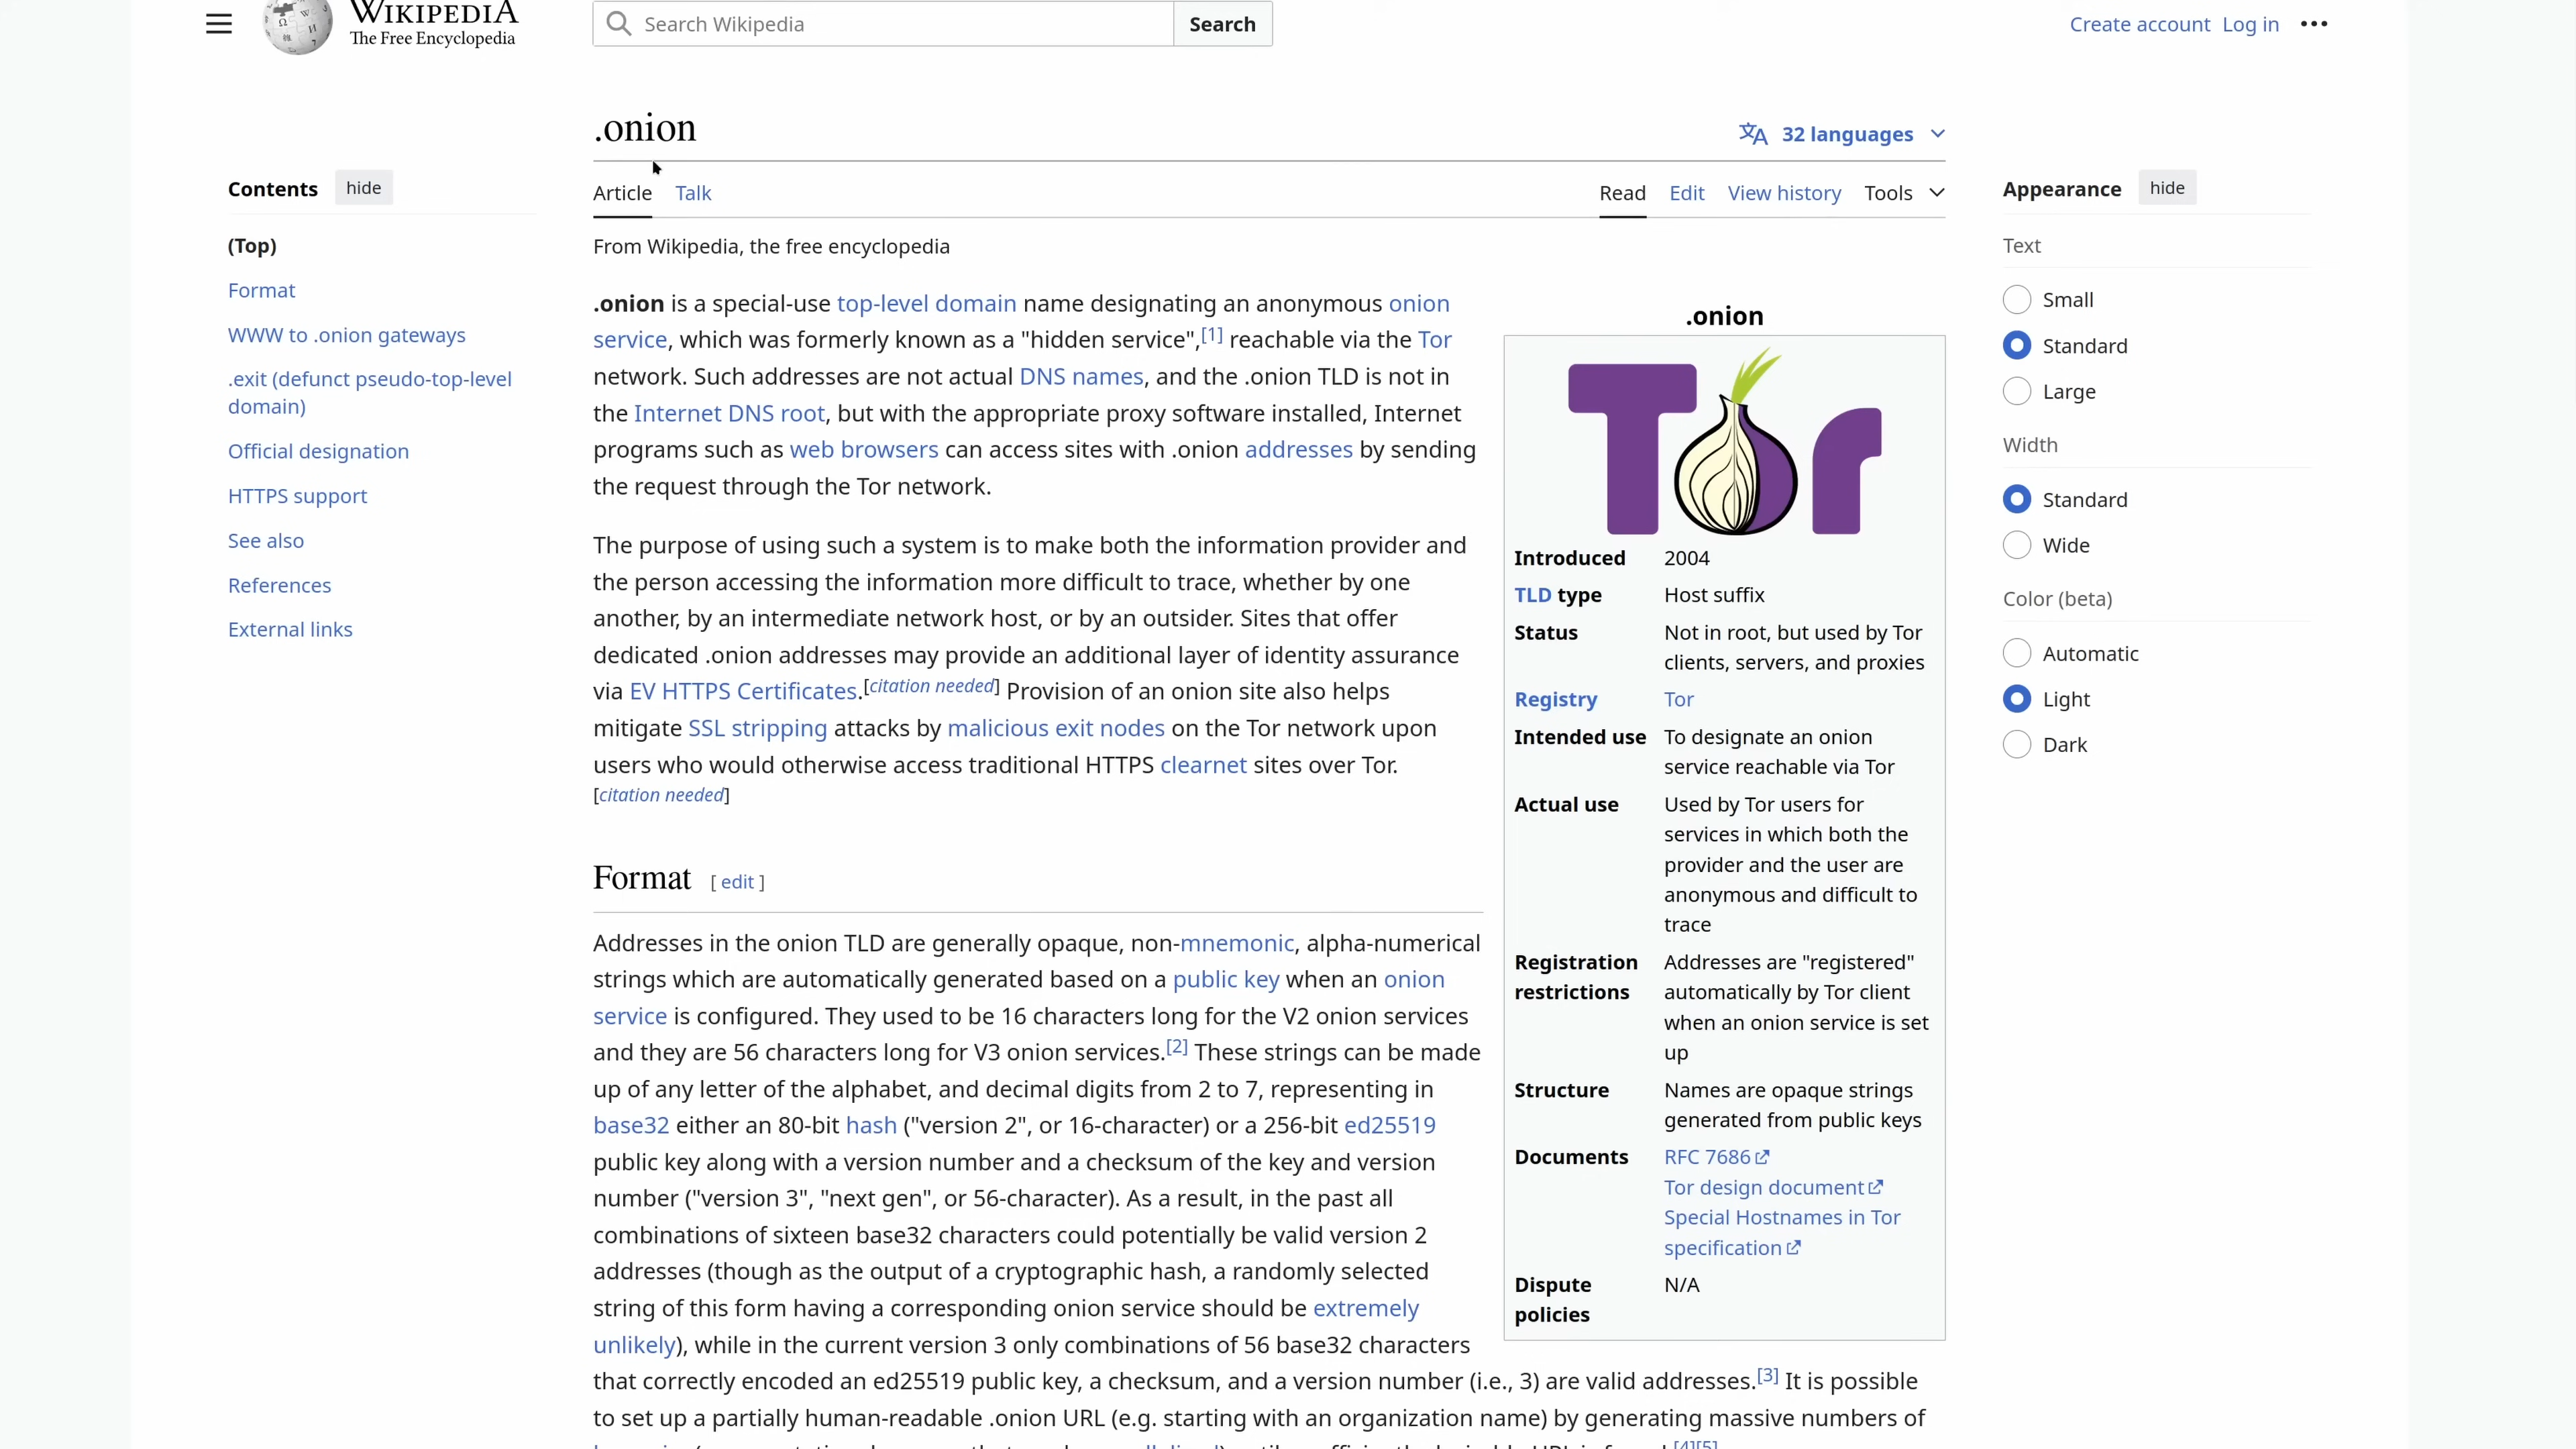 WIKIPEDIA
The Free Encyclopedia
Search Wikipedia
Search
Create account Log in
.onion
32 languages
Article Talk
Read Edit View history Tools
From Wikipedia, the free encyclopedia
Contents hide
(Top)
Format
WWW to .onion gateways
.exit (defunct pseudo-top-level
domain)
Official designation
HTTPS support
See also
References
External links
.onion is a special-use top-level domain name designating an anonymous onion
service, which was formerly known as a "hidden service",[1] reachable via the Tor
network. Such addresses are not actual DNS names, and the .onion TLD is not in
the Internet DNS root, but with the appropriate proxy software installed, Internet
programs such as web browsers can access sites with .onion addresses by sending
the request through the Tor network.
The purpose of using such a system is to make both the information provider and
the person accessing the information more difficult to trace, whether by one
another, by an intermediate network host, or by an outsider. Sites that offer
dedicated .onion addresses may provide an additional layer of identity assurance
via EV HTTPS Certificates.[citation needed] Provision of an onion site also helps
mitigate SSL stripping attacks by malicious exit nodes on the Tor network upon
users who would otherwise access traditional HTTPS clearnet sites over Tor.
[citation needed]
Format [ edit ]
Addresses in the onion TLD are generally opaque, non-mnemonic, alpha-numerical
strings which are automatically generated based on a public key when an onion
service is configured. They used to be 16 characters long for the V2 onion services
and they are 56 characters long for V3 onion services.[2] These strings can be made
up of any letter of the alphabet, and decimal digits from 2 to 7, representing in
base32 either an 80-bit hash ("version 2", or 16-character) or a 256-bit ed25519
public key along with a version number and a checksum of the key and version
number ("version 3", "next gen", or 56-character). As a result, in the past all
combinations of sixteen base32 characters could potentially be valid version 2
addresses (though as the output of a cryptographic hash, a randomly selected
string of this form having a corresponding onion service should be extremely
unlikely), while in the current version 3 only combinations of 56 base32 characters
that correctly encoded an ed25519 public key, a checksum, and a version number (i.e., 3) are valid addresses.[3] It is possible
to set up a partially human-readable .onion URL (e.g. starting with an organization name) by generating massive numbers of
[4][5]
.onion
Tor
Introduced 2004
TLD type Host suffix
Status Not in root, but used by Tor
clients, servers, and proxies
Registry Tor
Intended use To designate an onion
service reachable via Tor
Actual use Used by Tor users for
services in which both the
provider and the user are
anonymous and difficult to
trace
Registration Addresses are "registered"
restrictions automatically by Tor client
when an onion service is set
up
Structure Names are opaque strings
generated from public keys
Documents RFC 7686
Tor design document
Special Hostnames in Tor
specification
Dispute N/A
policies
Appearance hide
Text
Small
Standard
Large
Width
Standard
Wide
Color (beta)
Automatic
Light
Dark